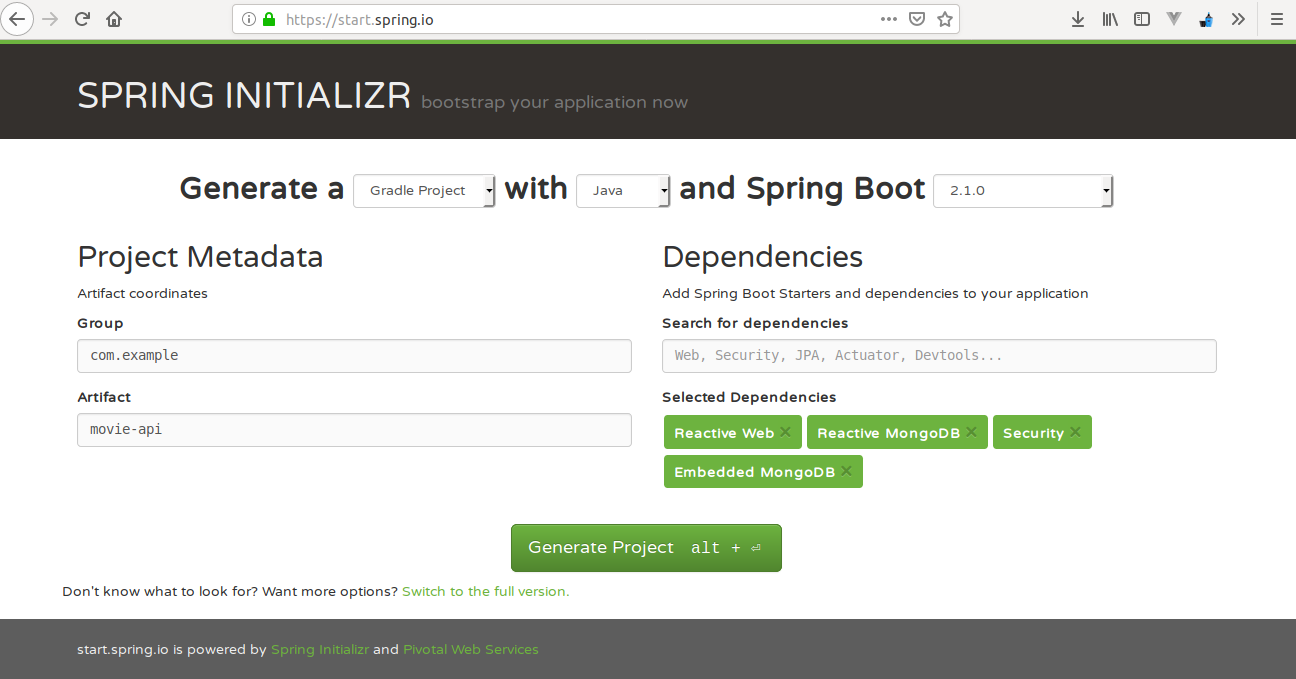 https://start.spring.io
SPRING INITIALIZR bootstrap your application now
Generate a Gradle Project with Java and Spring Boot 2.1.0
Project Metadata
Artifact coordinates
Group
com.example
Artifact
movie-api
Dependencies
Add Spring Boot Starters and dependencies to your application
Search for dependencies
Web, Security, JPA, Actuator, Devtools...
Selected Dependencies
Reactive Web × Reactive MongoDB × Security ×
Embedded MongoDB ×
Generate Project alt + ⏎
Don't know what to look for? Want more options? Switch to the full version.
start.spring.io is powered by Spring Initializr and Pivotal Web Services